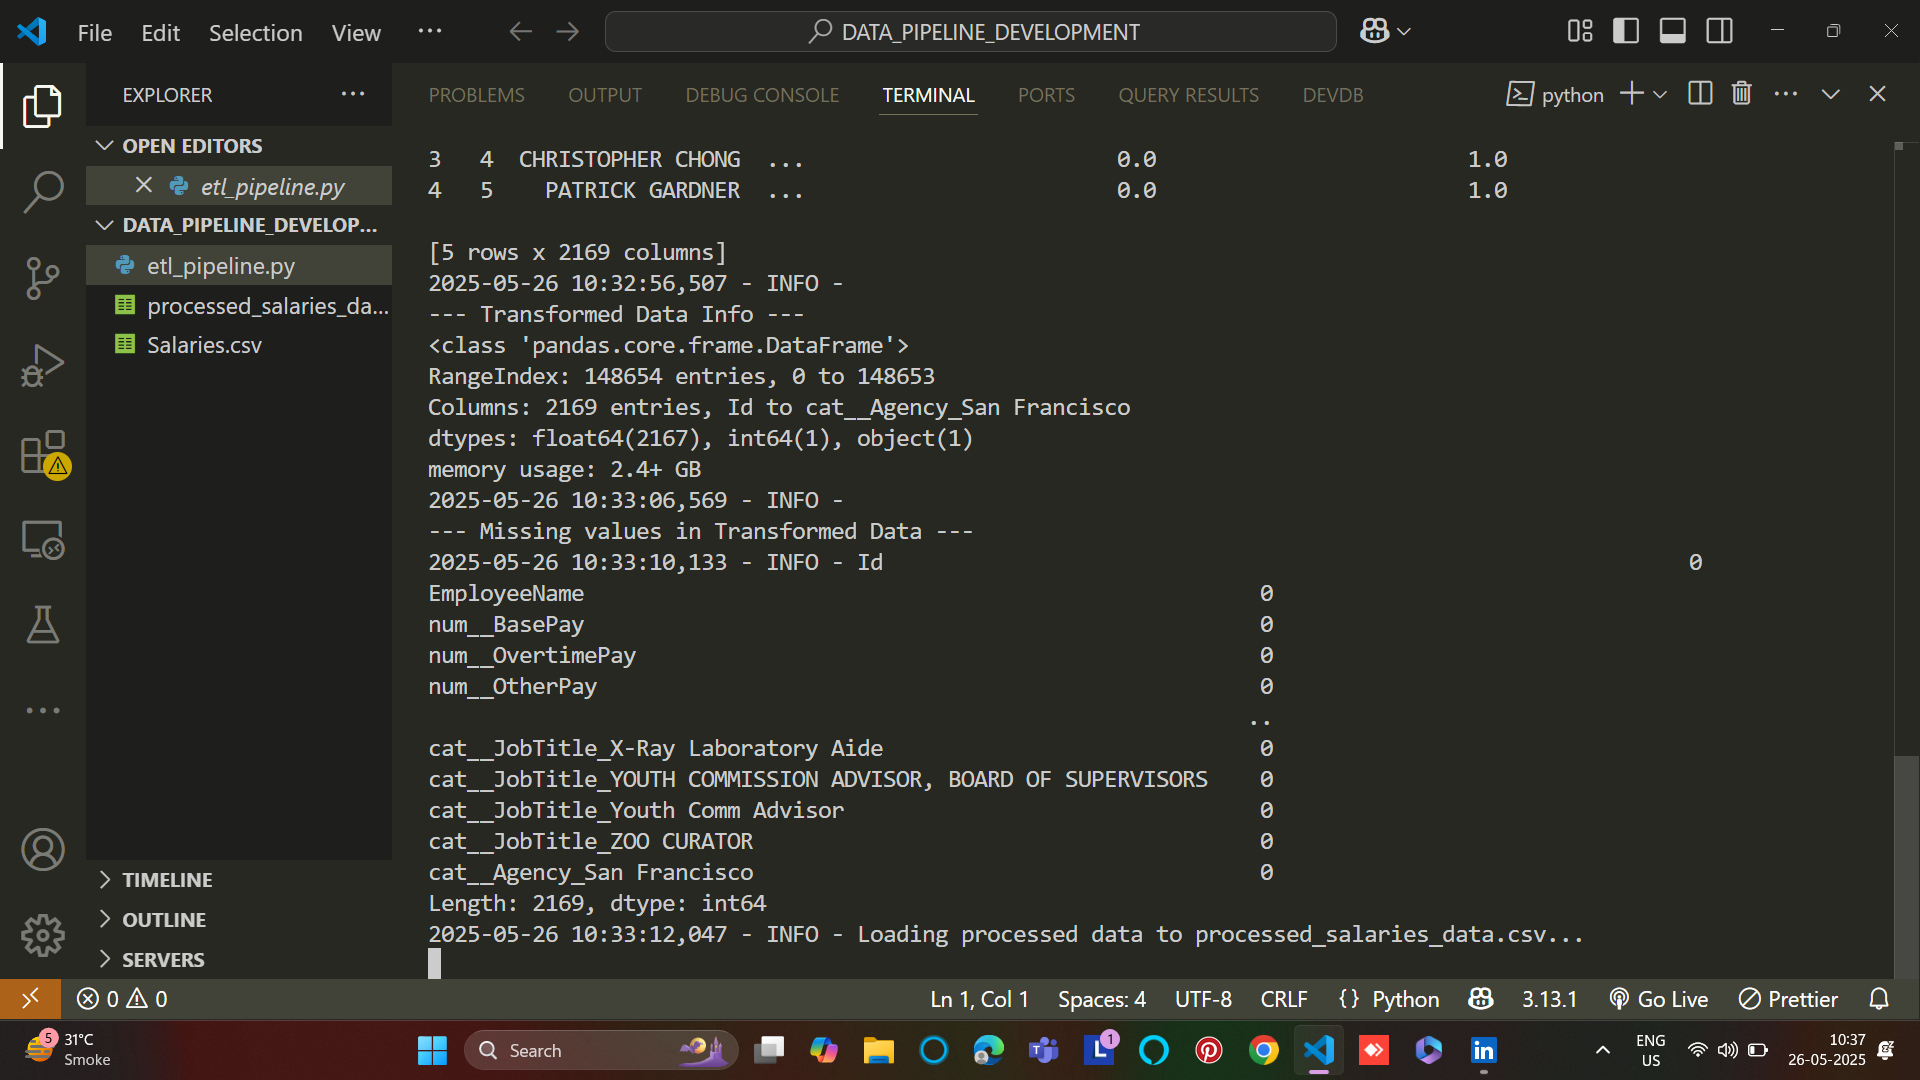 File Edit Selection View ···
DATA_PIPELINE_DEVELOPMENT
EXPLORER ···
OPEN EDITORS
etl_pipeline.py
DATA_PIPELINE_DEVELOP...
etl_pipeline.py
processed_salaries_da...
Salaries.csv
TIMELINE
OUTLINE
SERVERS
PROBLEMS OUTPUT DEBUG CONSOLE TERMINAL PORTS QUERY RESULTS DEVDB
python
3 4 CHRISTOPHER CHONG ... 0.0 1.0
4 5 PATRICK GARDNER ... 0.0 1.0
[5 rows x 2169 columns]
2025-05-26 10:32:56,507 - INFO -
--- Transformed Data Info ---
<class 'pandas.core.frame.DataFrame'>
RangeIndex: 148654 entries, 0 to 148653
Columns: 2169 entries, Id to cat__Agency_San Francisco
dtypes: float64(2167), int64(1), object(1)
memory usage: 2.4+ GB
2025-05-26 10:33:06,569 - INFO -
--- Missing values in Transformed Data ---
2025-05-26 10:33:10,133 - INFO - Id 0
EmployeeName 0
num__BasePay 0
num__OvertimePay 0
num__OtherPay 0
..
cat__JobTitle_X-Ray Laboratory Aide 0
cat__JobTitle_YOUTH COMMISSION ADVISOR, BOARD OF SUPERVISORS 0
cat__JobTitle_Youth Comm Advisor 0
cat__JobTitle_ZOO CURATOR 0
cat__Agency_San Francisco 0
Length: 2169, dtype: int64
2025-05-26 10:33:12,047 - INFO - Loading processed data to processed_salaries_data.csv...
0 0
Ln 1, Col 1 Spaces: 4 UTF-8 CRLF {} Python 3.13.1 Go Live Prettier
5
31°C
Smoke
Search
T
L
1
in
ENG
US
10:37
26-05-2025